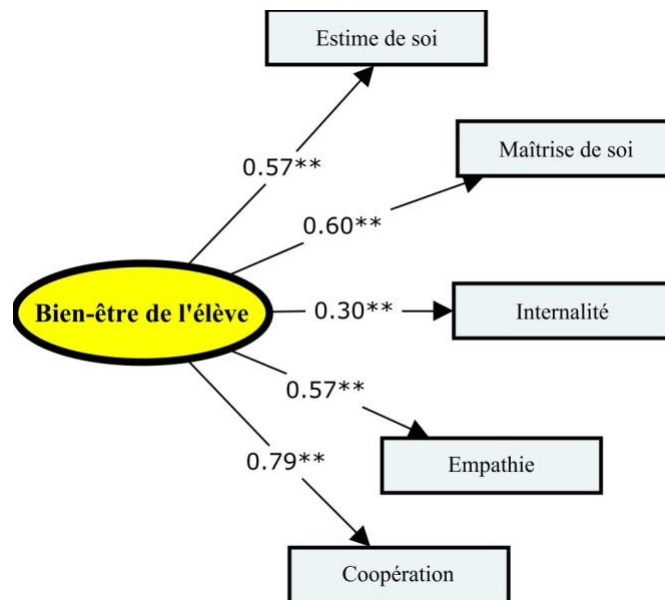 Estime de soi
0.57**
Maîtrise de soi
0.60**
Bien-être de l'élève
0.30**
Internalité
0.57**
Empathie
0.79**
Coopération